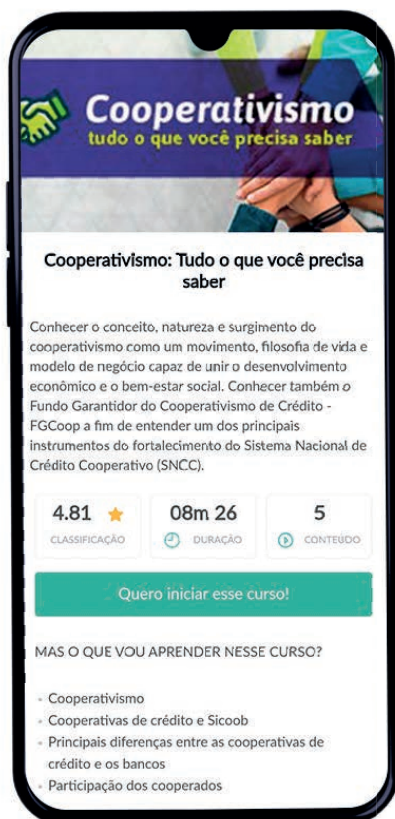 Cooperativismo
tudo o que você precisa saber
Cooperativismo: Tudo o que você precisa
saber
Conhecer o conceito, natureza e surgimento do
cooperativismo como um movimento, filosofia de vida e
modelo de negócio capaz de unir o desenvolvimento
econômico e o bem-estar social. Conhecer também o
Fundo Garantidor do Cooperativismo de Crédito -
FGCoop a fim de entender um dos principais
instrumentos do fortalecimento do Sistema Nacional de
Crédito Cooperativo (SNCC).
4.81 08m 26 5
CLASSIFICAÇÃO DURAÇÃO CONTEÚDO
Quero iniciar esse curso!
MAS O QUE VOU APRENDER NESSE CURSO?
- Cooperativismo
- Cooperativas de crédito e Sicoob
- Principais diferenças entre as cooperativas de
crédito e os bancos
- Participação dos cooperados